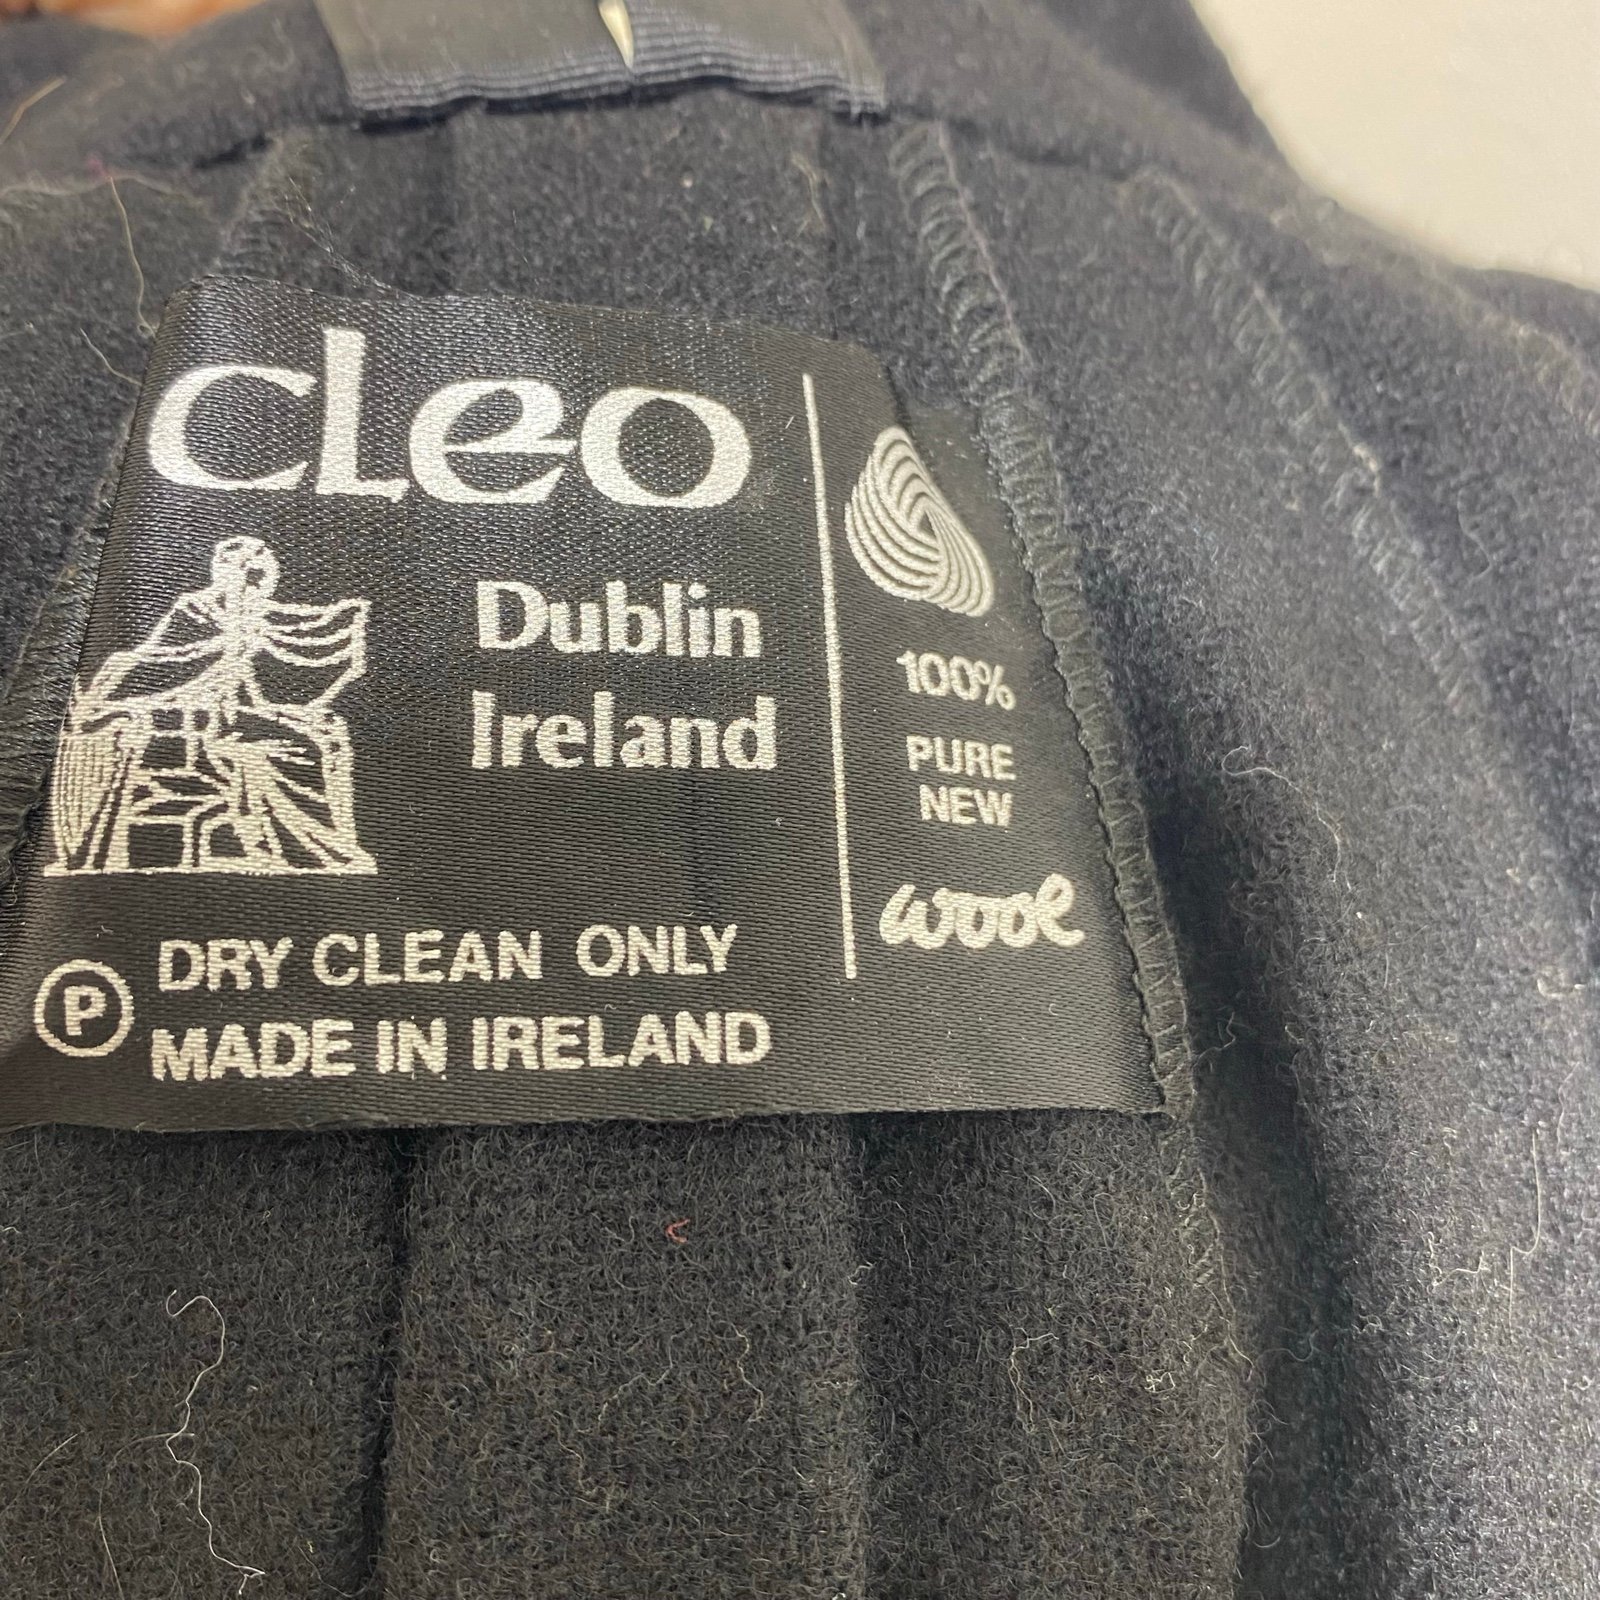 cleo
Dublin
Ireland
P
DRY CLEAN ONLY
MADE IN IRELAND
100%
PURE
NEW
wool